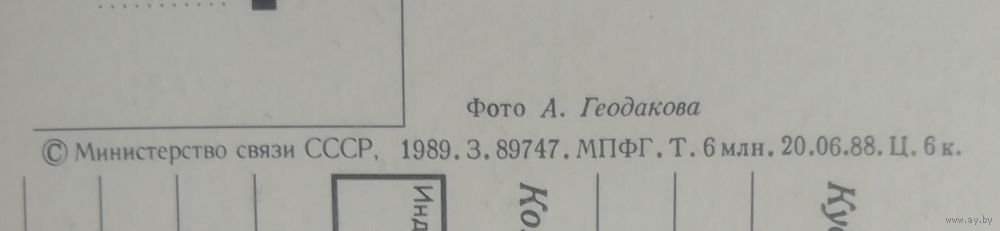 Фото А. Геодакова
© Министерство связи СССР, 1989. З. 89747. МПФГ. Т. 6 млн. 20.06.88. Ц. 6 к.
www.ay.by